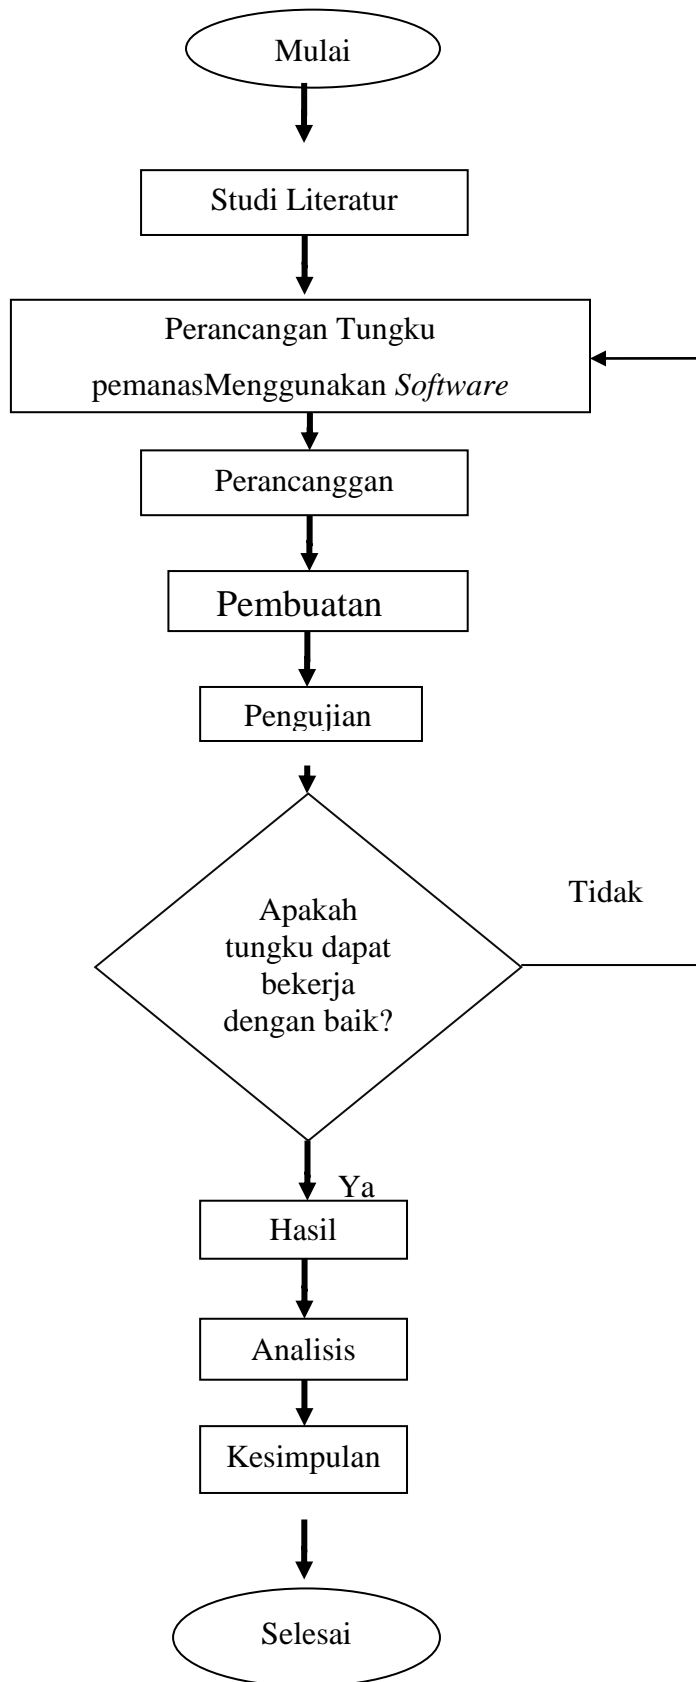 Mulai
Studi Literatur
Perancangan Tungku
pemanasMenggunakan Software
Perancanggan
Pembuatan
Pengujian
Apakah
tungku dapat
bekerja
dengan baik?
Tidak
Ya
Hasil
Analisis
Kesimpulan
Selesai